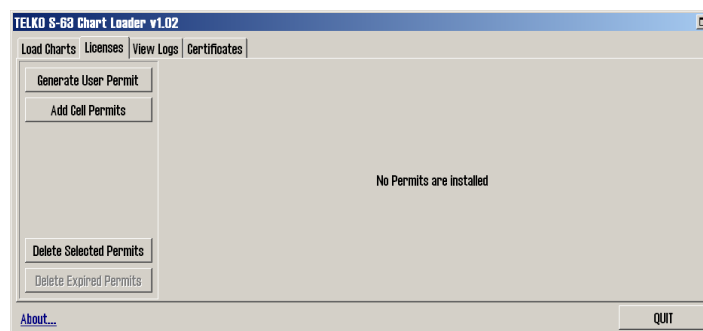 TELKO S-63 Chart Loader v1.02
Load Charts Licenses View Logs Certificates
Generate User Permit
Add Cell Permits
No Permits are installed
Delete Selected Permits
Delete Expired Permits
About... QUIT